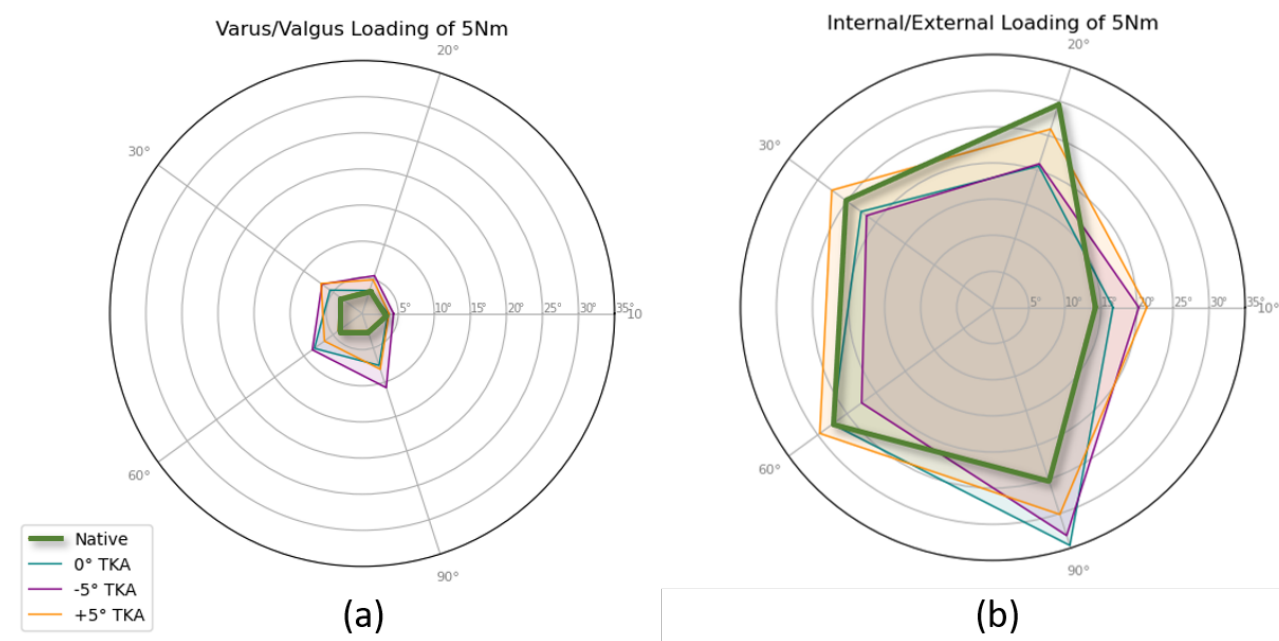 Varus/Valgus Loading of 5Nm
20°
30°
5° 10° 15° 20° 25° 30° 35° 10
60°
90°
Native
0° TKA
-5° TKA
+5° TKA
(a)
Internal/External Loading of 5Nm
20°
30°
5° 10° 15° 20° 25° 30° 35° 10°
60°
90°
(b)